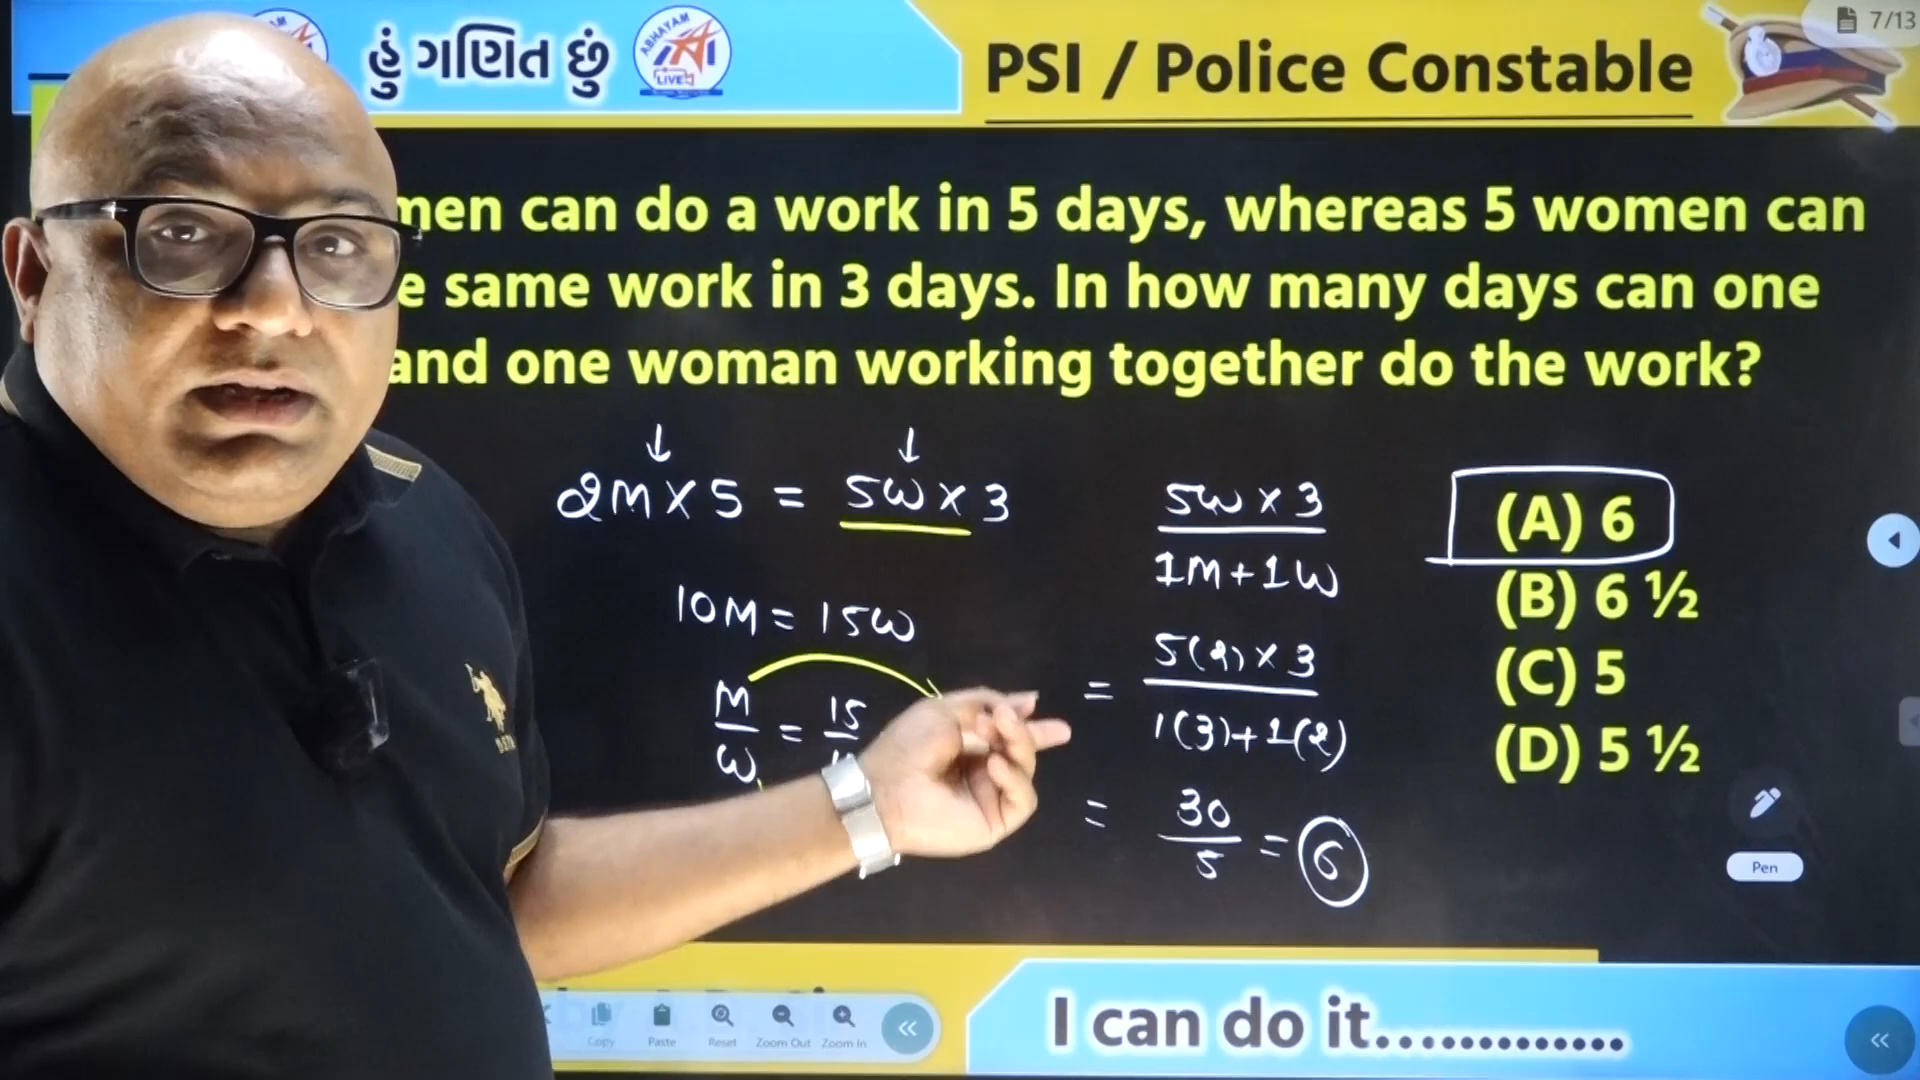 હું ગણિત છું
ABHAYAM
LIVE
PSI / Police Constable
7/13
men can do a work in 5 days, whereas 5 women can
e same work in 3 days. In how many days can one
and one woman working together do the work?
2M × 5 = 5W × 3
10M = 15W
M/W = 15
5W × 3
1M + 1W
= 5(2) × 3
1(3) + 1(2)
= 30/5 = 6
(A) 6
(B) 6 ½
(C) 5
(D) 5 ½
Pen
Copy
Paste
Reset
Zoom Out
Zoom In
I can do it.............